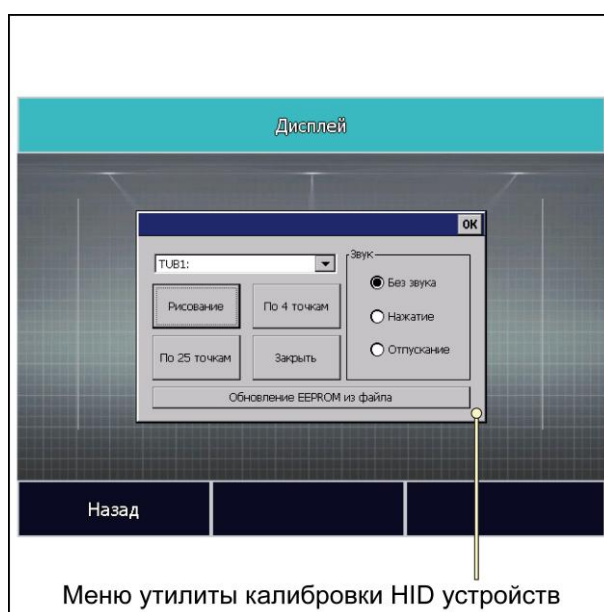 Дисплей
OK
TUB1:
Звук
Без звука
Рисование
По 4 точкам
Нажатие
По 25 точкам
Закрыть
Отпускание
Обновление EEPROM из файла
Назад
Меню утилиты калибровки HID устройств